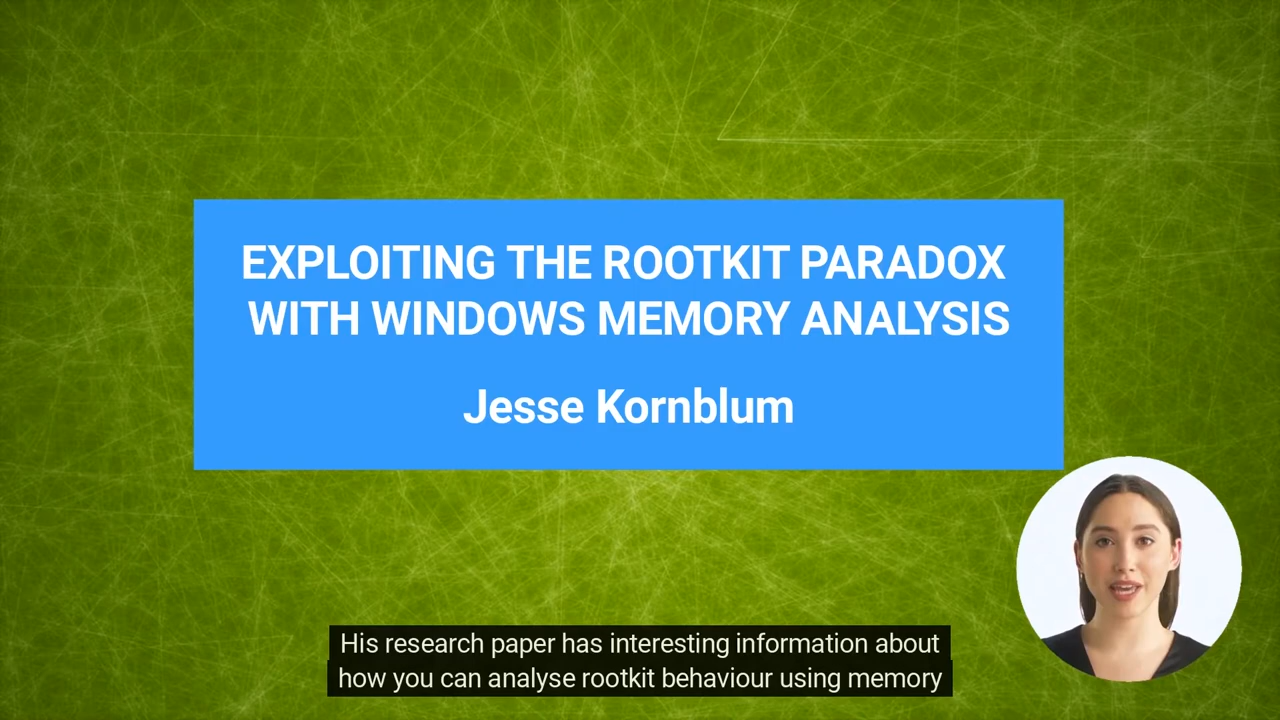 EXPLOITING THE ROOTKIT PARADOX
WITH WINDOWS MEMORY ANALYSIS
Jesse Kornblum
His research paper has interesting information about
how you can analyse rootkit behaviour using memory